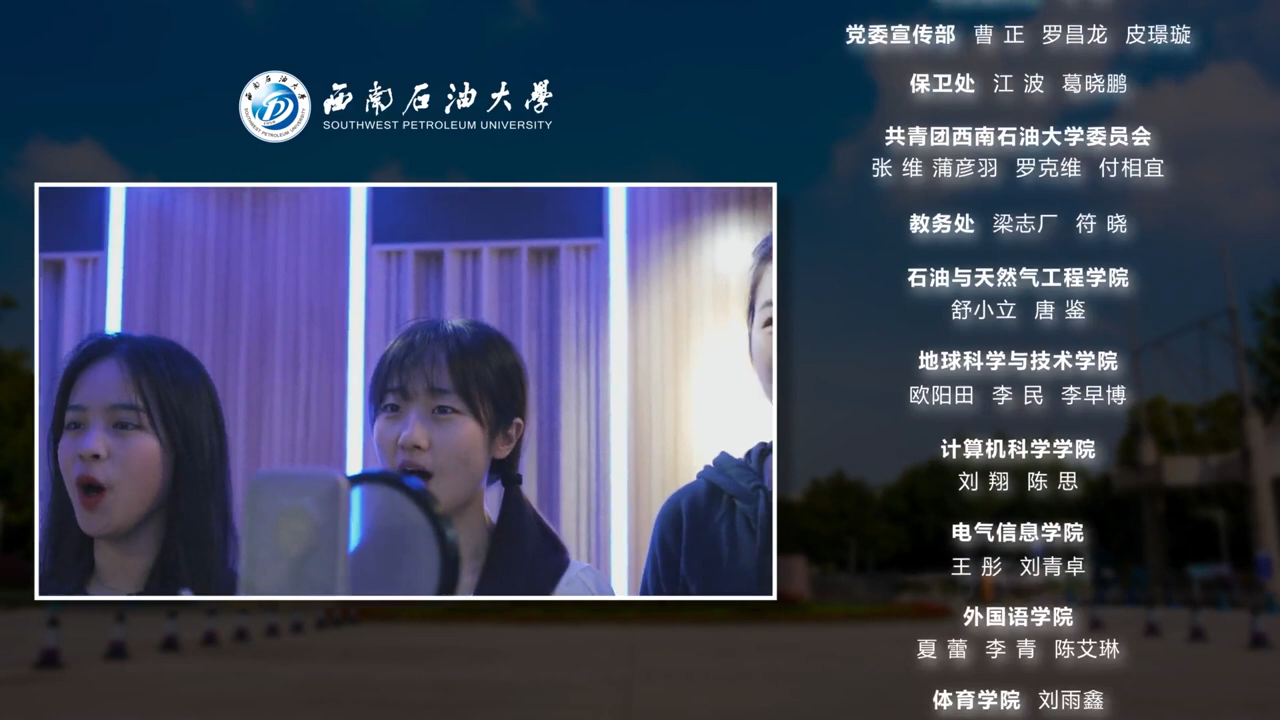 西南石油大学
SOUTHWEST PETROLEUM UNIVERSITY
党委宣传部 曹 正 罗昌龙 皮璟璇
保卫处 江 波 葛晓鹏
共青团西南石油大学委员会
张 维 蒲彦羽 罗克维 付相宜
教务处 梁志厂 符 晓
石油与天然气工程学院
舒小立 唐 鉴
地球科学与技术学院
欧阳田 李 民 李早博
计算机科学学院
刘 翔 陈 思
电气信息学院
王 彤 刘青卓
外国语学院
夏 蕾 李 青 陈艾琳
体育学院 刘雨鑫